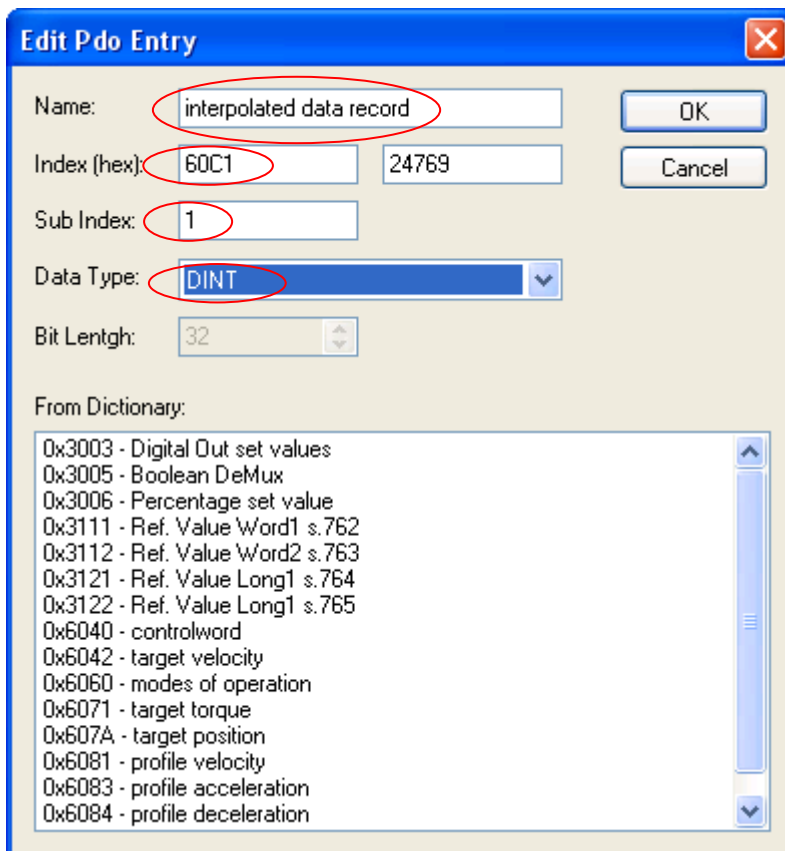 Edit Pdo Entry
Name: interpolated data record OK
Index (hex): 60C1 24769 Cancel
Sub Index: 1
Data Type: DINT
Bit Lentgh: 32
From Dictionary:
0x3003 - Digital Out set values
0x3005 - Boolean DeMux
0x3006 - Percentage set value
0x3111 - Ref. Value Word1 s.762
0x3112 - Ref. Value Word2 s.763
0x3121 - Ref. Value Long1 s.764
0x3122 - Ref. Value Long1 s.765
0x6040 - controlword
0x6042 - target velocity
0x6060 - modes of operation
0x6071 - target torque
0x607A - target position
0x6081 - profile velocity
0x6083 - profile acceleration
0x6084 - profile deceleration